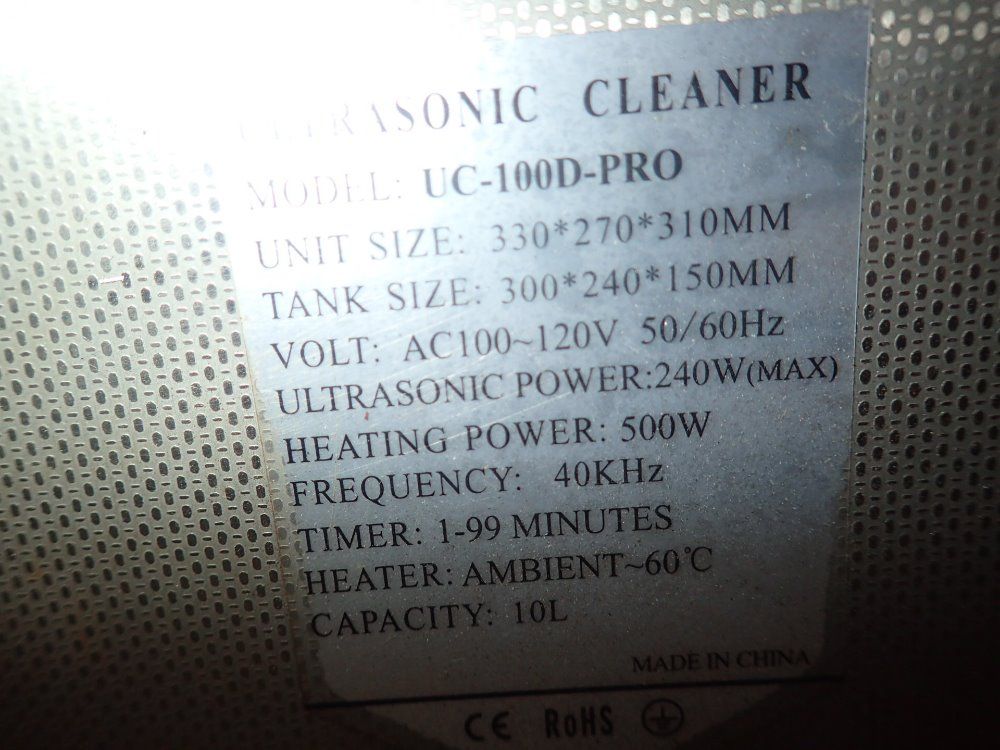 ULTRASONIC CLEANER
MODEL: UC-100D-PRO
UNIT SIZE: 330*270*310MM
TANK SIZE: 300*240*150MM
VOLT: AC100~120V 50/60Hz
ULTRASONIC POWER:240W(MAX)
HEATING POWER: 500W
FREQUENCY: 40KHz
TIMER: 1-99 MINUTES
HEATER: AMBIENT~60℃
CAPACITY: 10L
MADE IN CHINA
CE RoHS